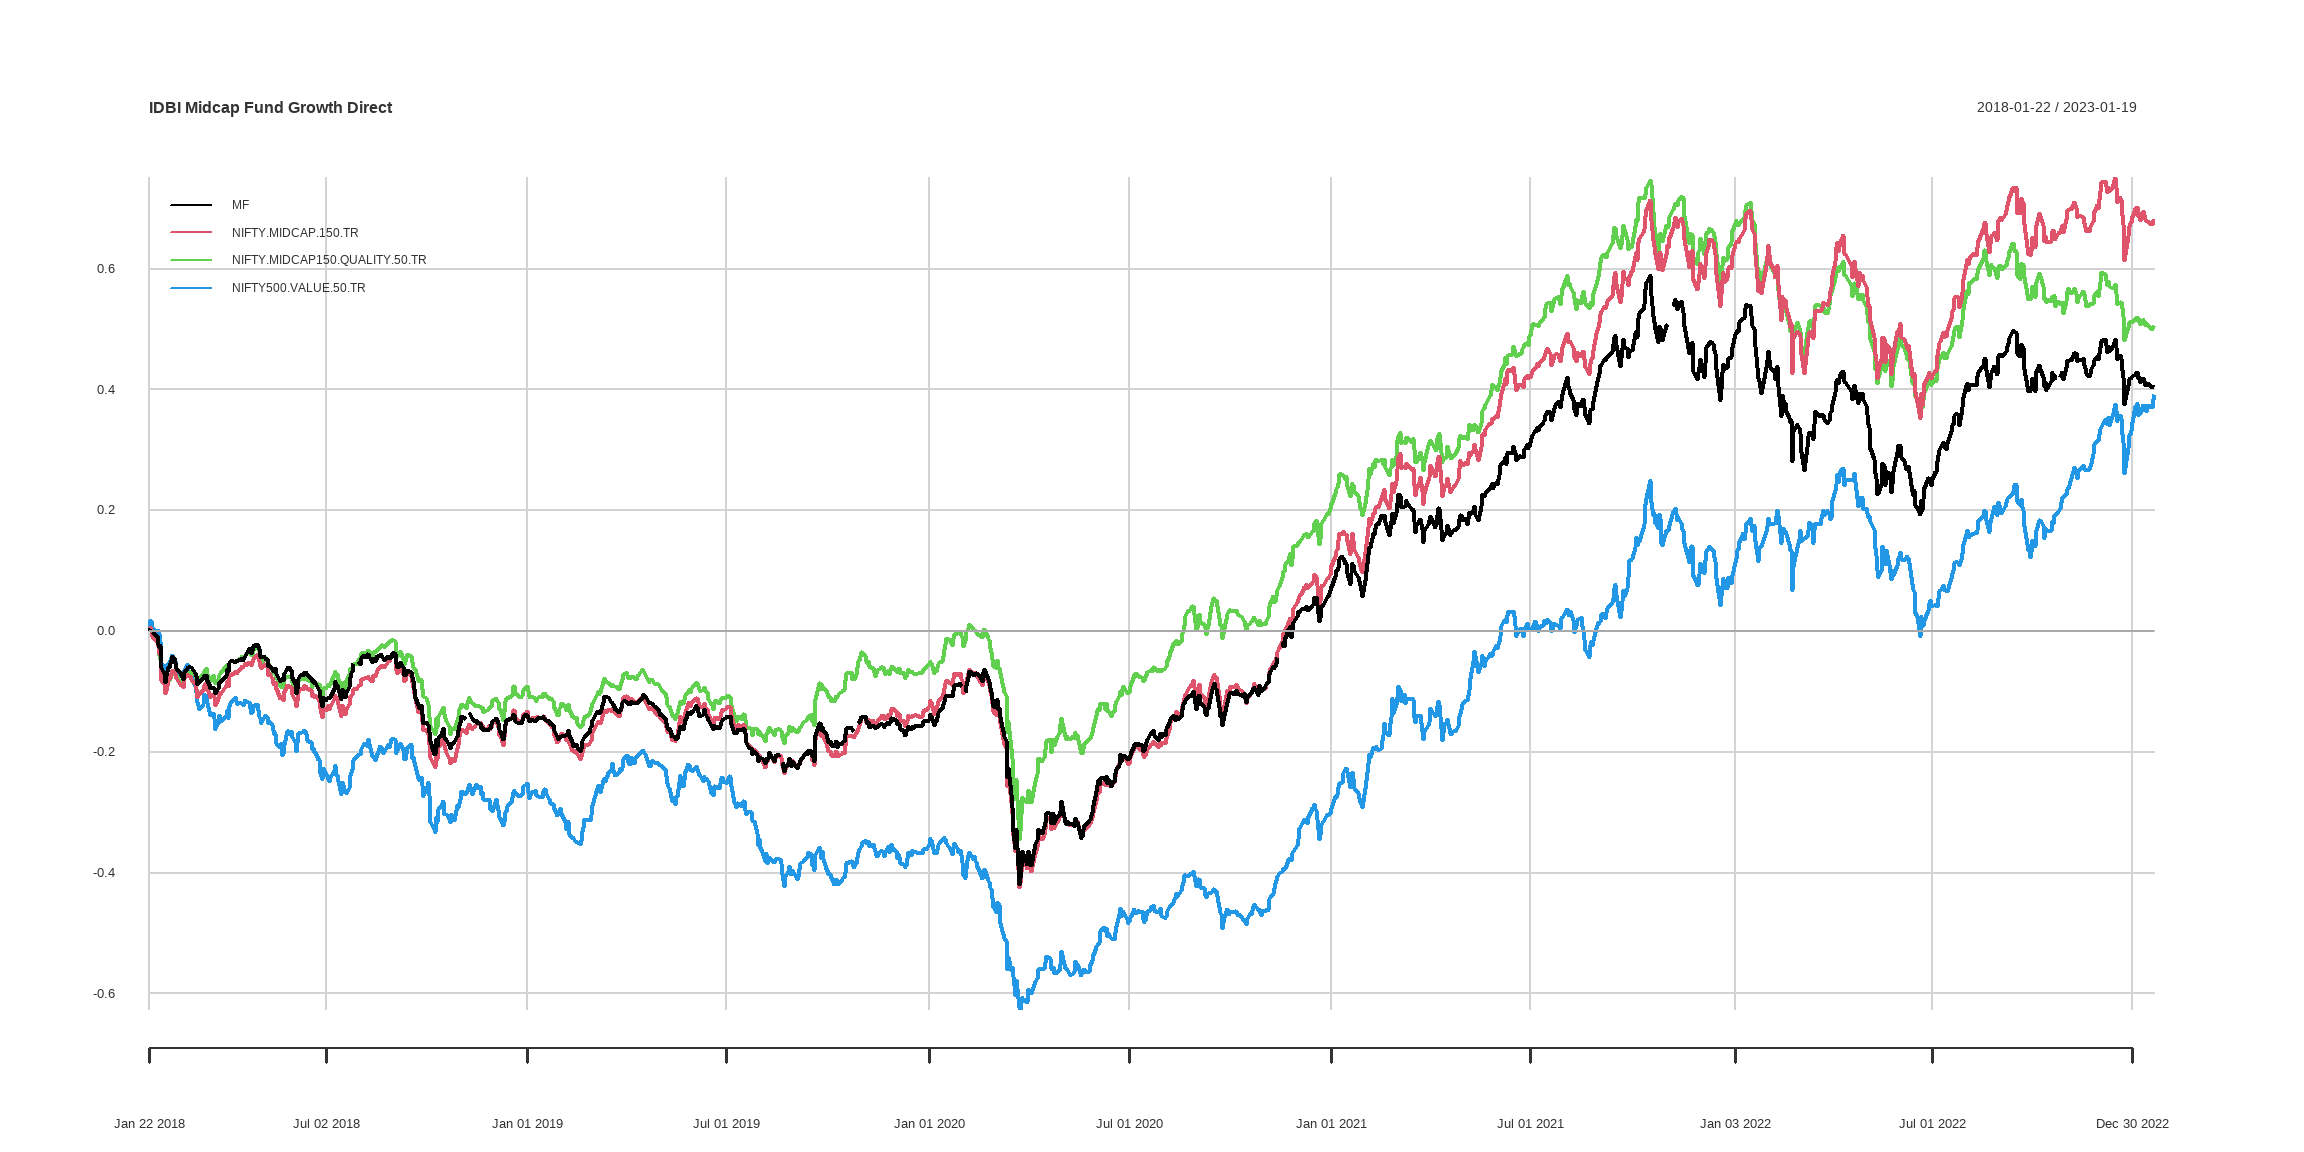 IDBI Midcap Fund Growth Direct
2018-01-22 / 2023-01-19
MF
NIFTY.MIDCAP.150.TR
NIFTY.MIDCAP150.QUALITY.50.TR
NIFTY500.VALUE.50.TR
0.6
0.4
0.2
0.0
-0.2
-0.4
-0.6
Jan 22 2018 Jul 02 2018 Jan 01 2019 Jul 01 2019 Jan 01 2020 Jul 01 2020 Jan 01 2021 Jul 01 2021 Jan 03 2022 Jul 01 2022 Dec 30 2022